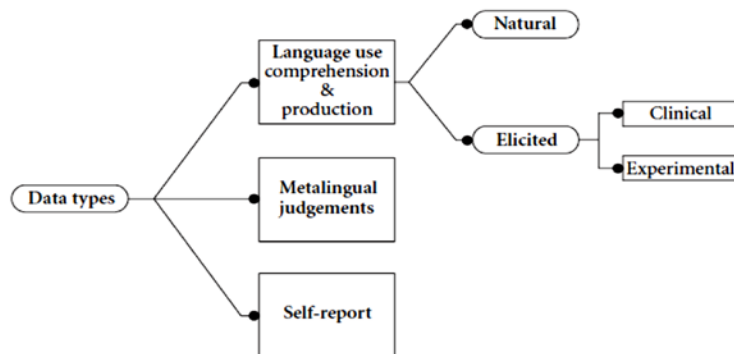 Language use
comprehension
&
production
Natural
Elicited
Clinical
Experimental
Data types
Metalingual
judgements
Self-report